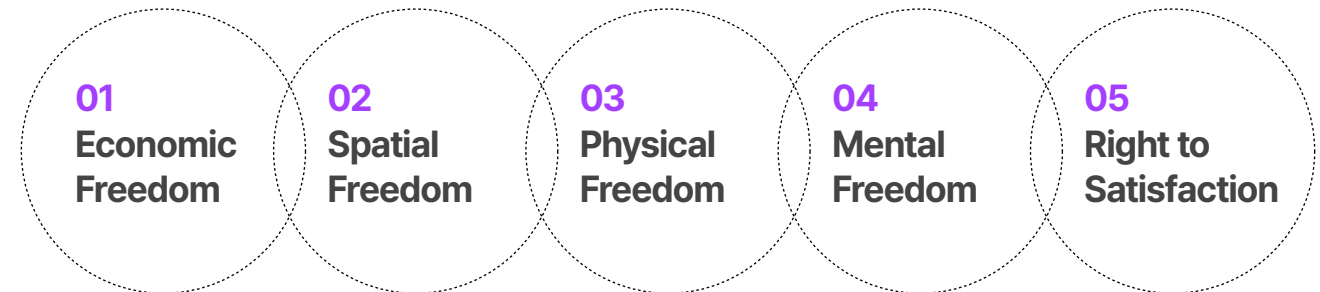 01
Economic
Freedom
02
Spatial
Freedom
03
Physical
Freedom
04
Mental
Freedom
05
Right to
Satisfaction